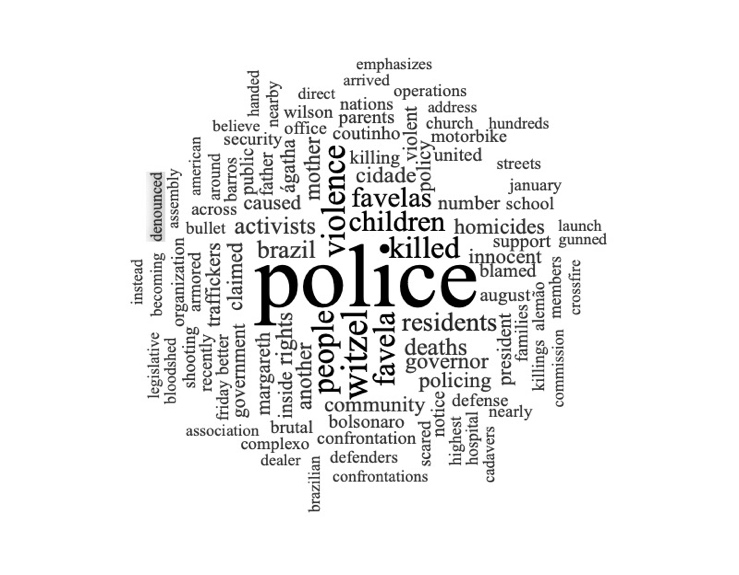 emphasizes
arrived
direct
operations
handed
nearby
wilson
nations
address
parents
believe
office
coutinho
violent
church
hundreds
security
motorbike
american
around
barros
public
father
ágatha
mother
violence
killing
policy
united
cidade
streets
denounced
assembly
january
across
caused
favelas
number
school
bullet
activists
children
homicides
launch
support
gunned
brazil
killed
innocent
instead
becoming
organization
armored
traffickers
claimed
police
blamed
members
crossfire
august
alemão
families
legislative
bloodshed
shooting
recently
friday
better
government
margareth
inside
rights
another
people
witzel
favela
residents
president
killings
commission
deaths
governor
policing
community
notice
defense
nearly
association
brutal
bolsonaro
complexo
confrontation
scared
highest
hospital
cadavers
dealer
defenders
brazilian
confrontations